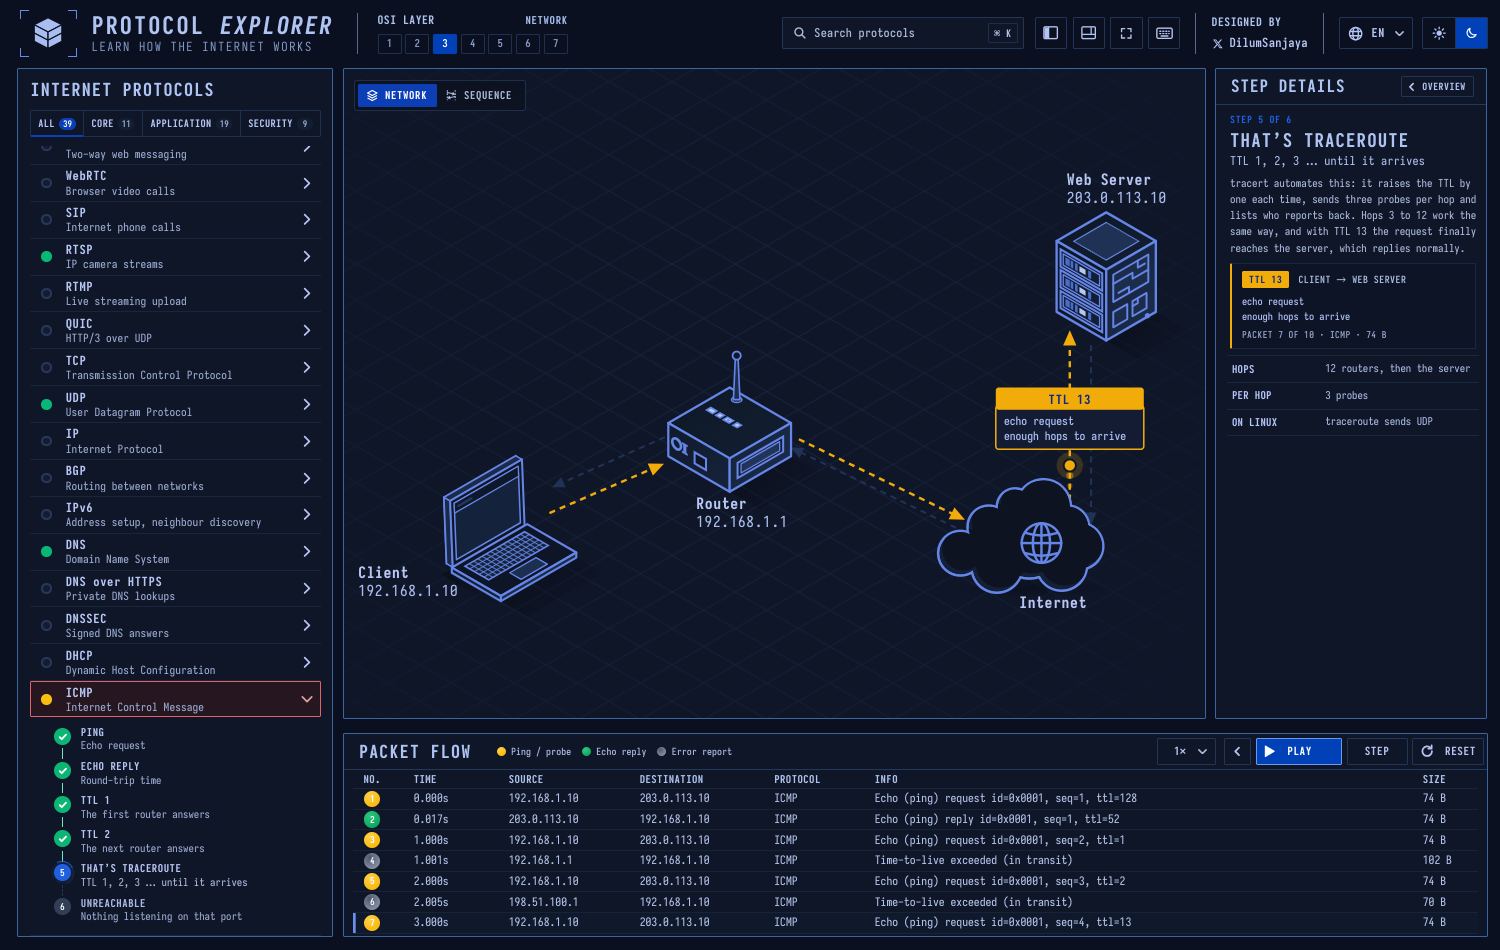 PROTOCOL EXPLORER
LEARN HOW THE INTERNET WORKS
OSI LAYER NETWORK
1 2 3 4 5 6 7
Search protocols
⌘ K
DESIGNED BY
DilumSanjaya
EN
INTERNET PROTOCOLS
ALL 39 CORE 11 APPLICATION 19 SECURITY 9
Two-way web messaging
WebRTC
Browser video calls
SIP
Internet phone calls
RTSP
IP camera streams
RTMP
Live streaming upload
QUIC
HTTP/3 over UDP
TCP
Transmission Control Protocol
UDP
User Datagram Protocol
IP
Internet Protocol
BGP
Routing between networks
IPv6
Address setup, neighbour discovery
DNS
Domain Name System
DNS over HTTPS
Private DNS lookups
DNSSEC
Signed DNS answers
DHCP
Dynamic Host Configuration
ICMP
Internet Control Message
PING
Echo request
ECHO REPLY
Round-trip time
TTL 1
The first router answers
TTL 2
The next router answers
5 THAT'S TRACEROUTE
TTL 1, 2, 3 … until it arrives
6 UNREACHABLE
Nothing listening on that port
NETWORK SEQUENCE
Web Server
203.0.113.10
TTL 13
echo request
enough hops to arrive
Router
192.168.1.1
Client
192.168.1.10
Internet
STEP DETAILS
OVERVIEW
STEP 5 OF 6
THAT'S TRACEROUTE
TTL 1, 2, 3 … until it arrives
tracert automates this: it raises the TTL by
one each time, sends three probes per hop and
lists who reports back. Hops 3 to 12 work the
same way, and with TTL 13 the request finally
reaches the server, which replies normally.
TTL 13 CLIENT → WEB SERVER
echo request
enough hops to arrive
PACKET 7 OF 10 · ICMP · 74 B
HOPS 12 routers, then the server
PER HOP 3 probes
ON LINUX traceroute sends UDP
PACKET FLOW
Ping / probe Echo reply Error report
1× PLAY STEP RESET
NO. TIME SOURCE DESTINATION PROTOCOL INFO SIZE
1 0.000s 192.168.1.10 203.0.113.10 ICMP Echo (ping) request id=0x0001, seq=1, ttl=128 74 B
2 0.017s 203.0.113.10 192.168.1.10 ICMP Echo (ping) reply id=0x0001, seq=1, ttl=52 74 B
3 1.000s 192.168.1.10 203.0.113.10 ICMP Echo (ping) request id=0x0001, seq=2, ttl=1 74 B
4 1.001s 192.168.1.1 192.168.1.10 ICMP Time-to-live exceeded (in transit) 102 B
5 2.000s 192.168.1.10 203.0.113.10 ICMP Echo (ping) request id=0x0001, seq=3, ttl=2 74 B
6 2.005s 198.51.100.1 192.168.1.10 ICMP Time-to-live exceeded (in transit) 70 B
7 3.000s 192.168.1.10 203.0.113.10 ICMP Echo (ping) request id=0x0001, seq=4, ttl=13 74 B